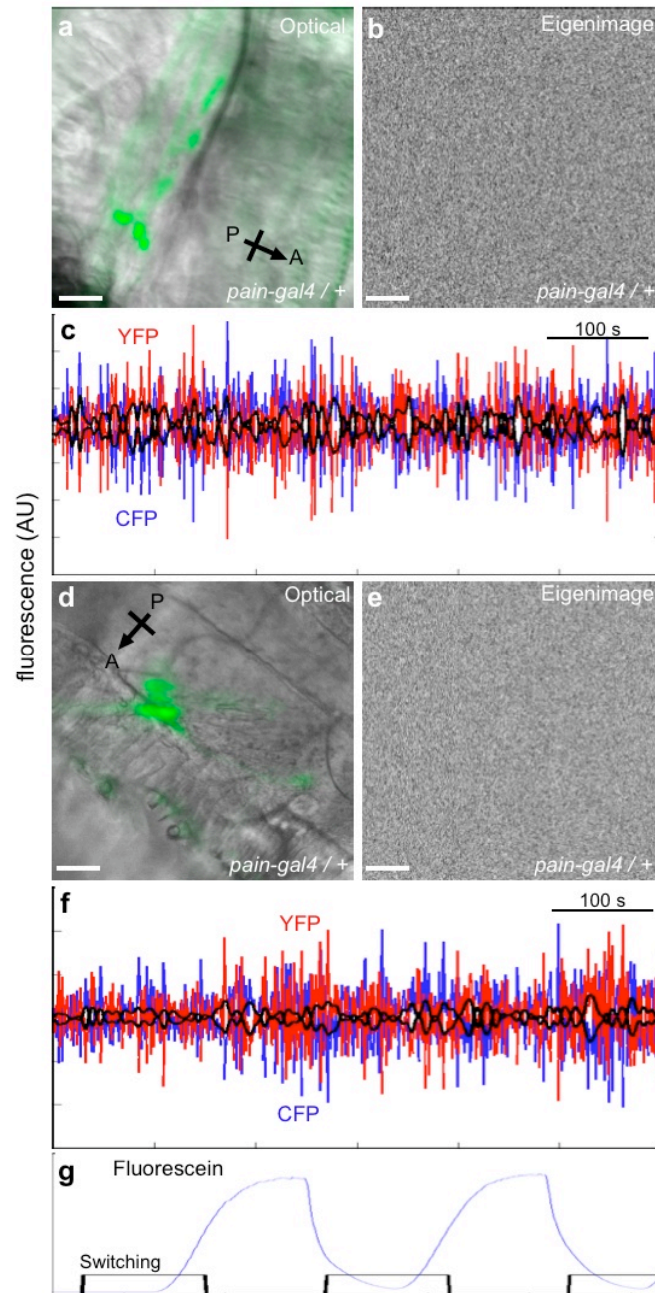 a
Optical
P
A
pain-gal4 / +
b
Eigenimage
pain-gal4 / +
c
YFP
100 s
CFP
fluorescence (AU)
d
Optical
P
A
pain-gal4 / +
e
Eigenimage
pain-gal4 / +
f
YFP
100 s
CFP
g
Fluorescein
Switching